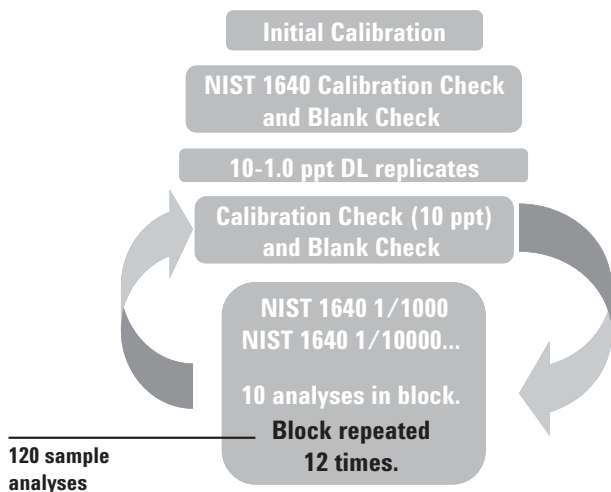 Initial Calibration
NIST 1640 Calibration Check
and Blank Check
10-1.0 ppt DL replicates
Calibration Check (10 ppt)
and Blank Check
NIST 1640 1/1000
NIST 1640 1/10000...
10 analyses in block.
Block repeated
12 times.
120 sample
analyses